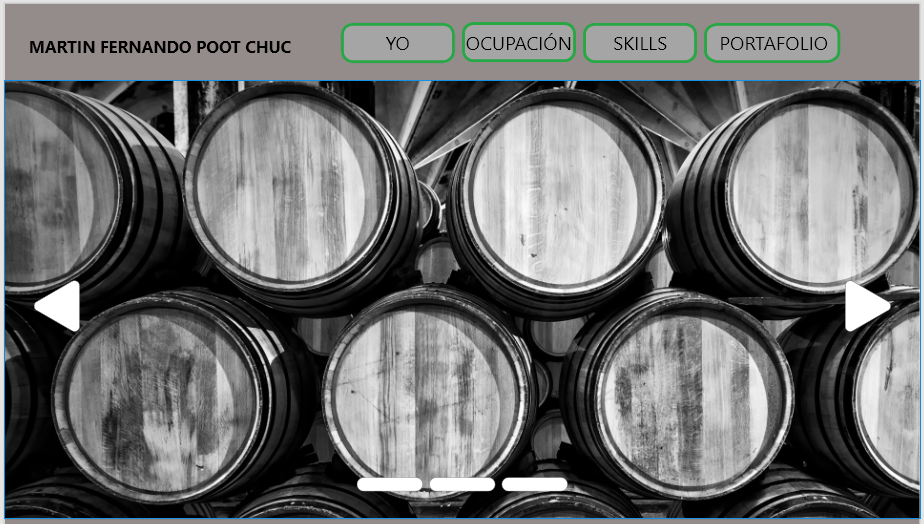 MARTIN FERNANDO POOT CHUC
YO
OCUPACIÓN
SKILLS
PORTAFOLIO